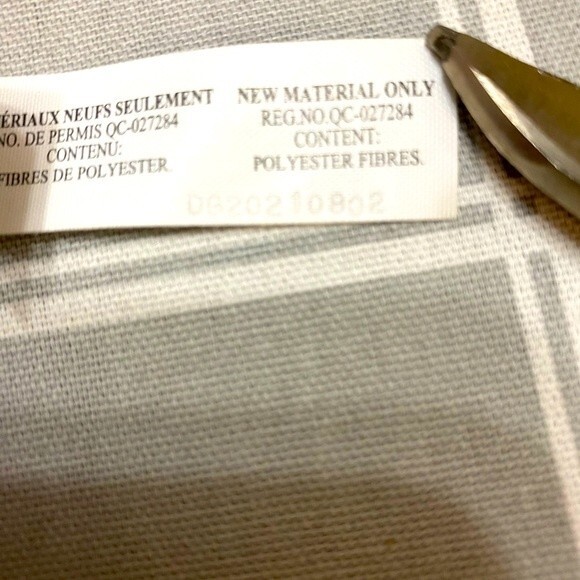 ÉRIAUX NEUFS SEULEMENT
NO. DE PERMIS QC-027284
CONTENU:
FIBRES DE POLYESTER.
NEW MATERIAL ONLY
REG.NO.QC-027284
CONTENT:
POLYESTER FIBRES.
DG20210802